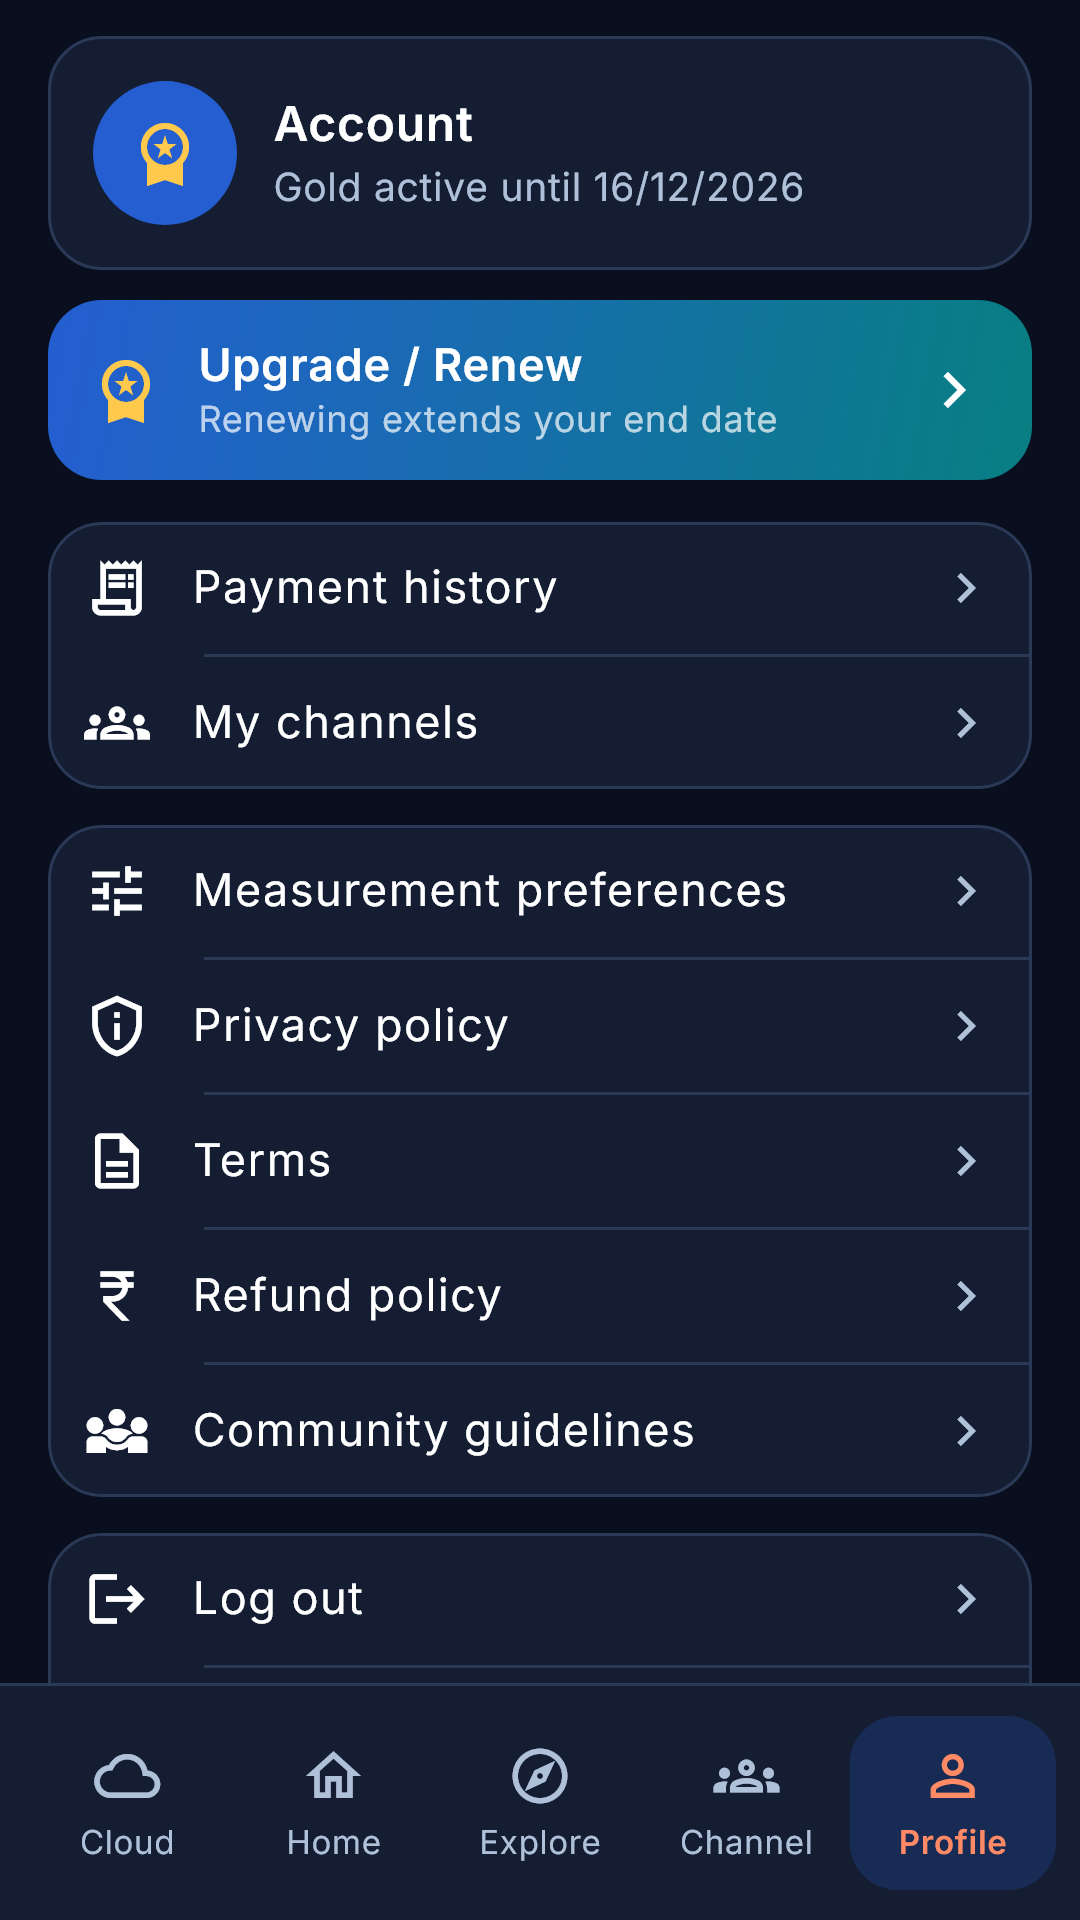 Account
Gold active until 16/12/2026
Upgrade / Renew
Renewing extends your end date
Payment history
My channels
Measurement preferences
Privacy policy
Terms
Refund policy
Community guidelines
Log out
Cloud
Home
Explore
Channel
Profile